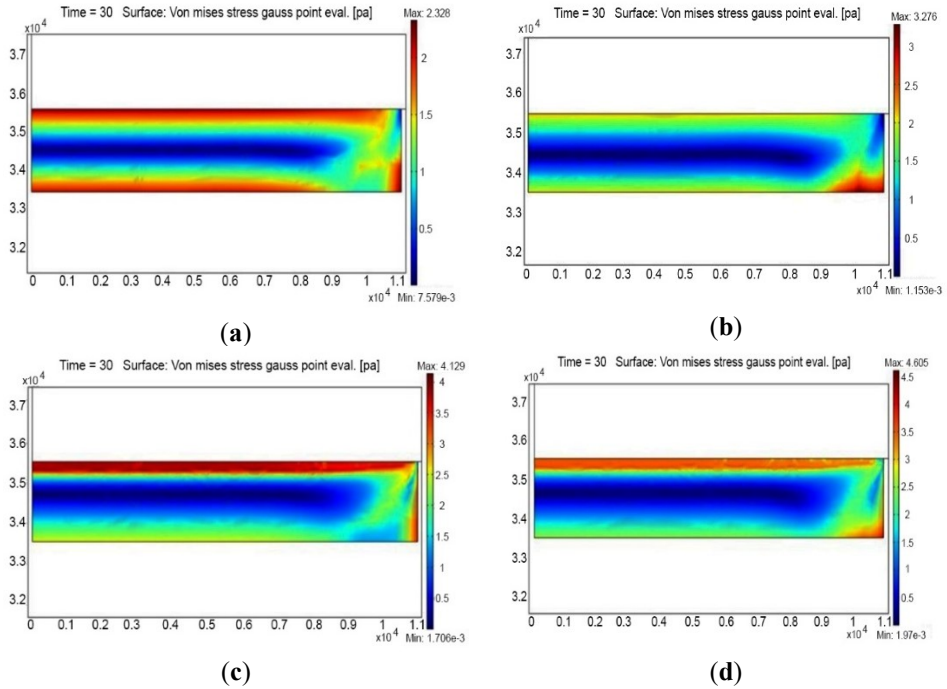 Time = 30 Surface: Von mises stress gauss point eval. [pa] Max: 2.328
x10^4
3.7
3.6
3.5
3.4
3.3
3.2
0 0.1 0.2 0.3 0.4 0.5 0.6 0.7 0.8 0.9 1 1.1
x10^4
2
1.5
1
0.5
Min: 7.579e-3
(a)
Time = 30 Surface: Von mises stress gauss point eval. [pa] Max: 3.276
x10^4
3.7
3.6
3.5
3.4
3.3
3.2
0 0.1 0.2 0.3 0.4 0.5 0.6 0.7 0.8 0.9 1 1.1
x10^4
3
2.5
2
1.5
1
0.5
Min: 1.153e-3
(b)
Time = 30 Surface: Von mises stress gauss point eval. [pa] Max: 4.129
x10^4
3.7
3.6
3.5
3.4
3.3
3.2
0 0.1 0.2 0.3 0.4 0.5 0.6 0.7 0.8 0.9 1 1.1
x10^4
4
3.5
3
2.5
2
1.5
1
0.5
Min: 1.706e-3
(c)
Time = 30 Surface: Von mises stress gauss point eval. [pa] Max: 4.605
x10^4
3.7
3.6
3.5
3.4
3.3
3.2
0 0.1 0.2 0.3 0.4 0.5 0.6 0.7 0.8 0.9 1 1.1
x10^4
4.5
4
3.5
3
2.5
2
1.5
1
0.5
Min: 1.97e-3
(d)